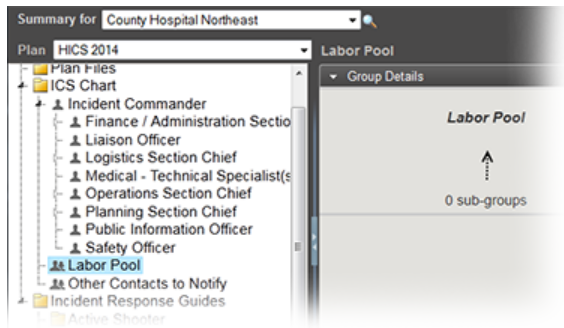 Summary for County Hospital Northeast
Plan HICS 2014
Labor Pool
Plan Files
ICS Chart
Incident Commander
Finance / Administration Sectio
Liaison Officer
Logistics Section Chief
Medical - Technical Specialist(s
Operations Section Chief
Planning Section Chief
Public Information Officer
Safety Officer
Labor Pool
Other Contacts to Notify
Incident Response Guides
Active Shooter
Group Details
Labor Pool
0 sub-groups